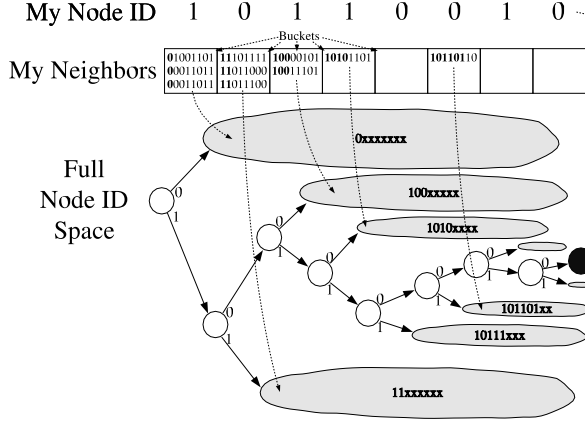 My Node ID 1 0 1 1 0 0 1 0
Buckets
My Neighbors
01001101 11101111 10000101 10101101 10110110
00011011 11011000 10011101
00011011 11011100
0xxxxxxx
Full
Node ID
Space
100xxxxx
1010xxxx
0
1
0
1
0
1
0
1
0
1
0
1
0
1
0
1
101101xx
10111xxx
11xxxxxx